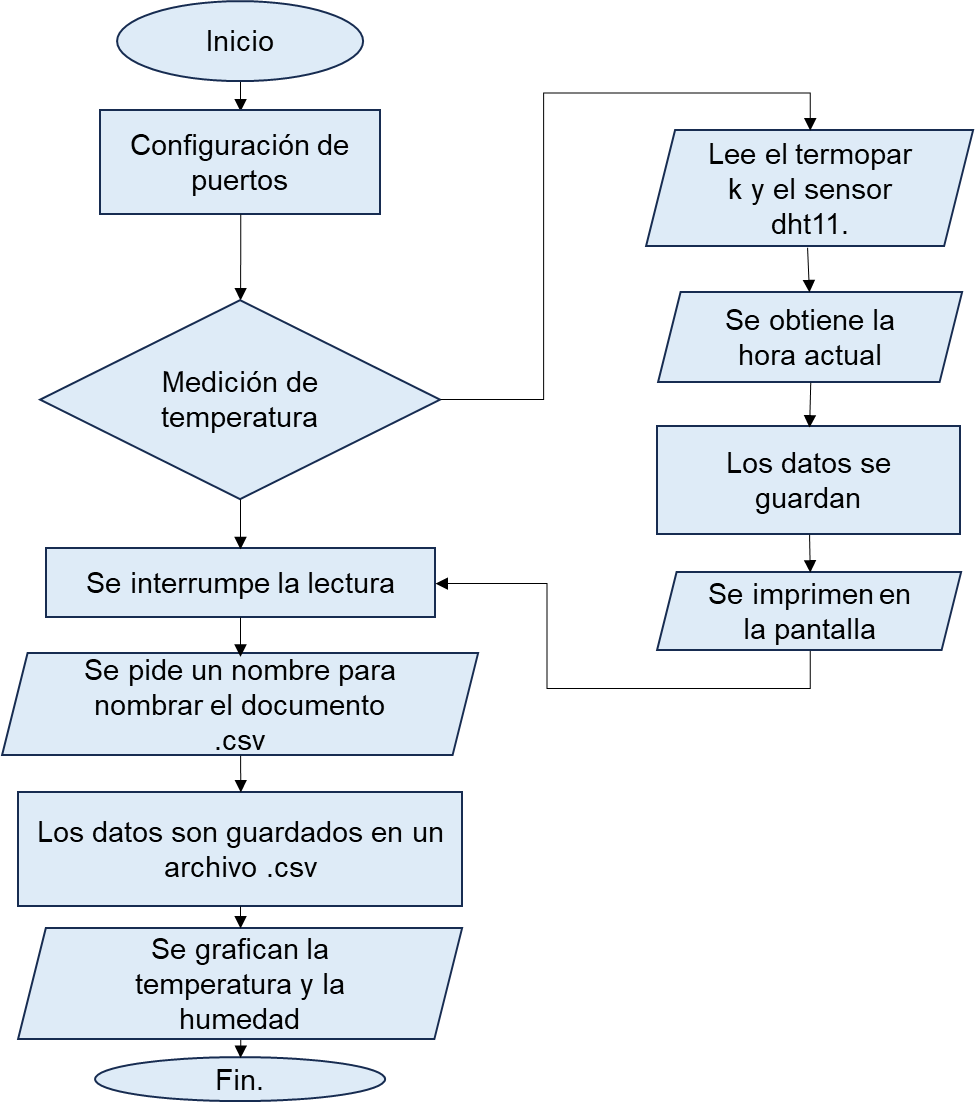 Inicio
Configuración de
puertos
Medición de
temperatura
Lee el termopar
k y el sensor
dht11.
Se obtiene la
hora actual
Los datos se
guardan
Se imprimen en
la pantalla
Se interrumpe la lectura
Se pide un nombre para
nombrar el documento
.csv
Los datos son guardados en un
archivo .csv
Se grafican la
temperatura y la
humedad
Fin.